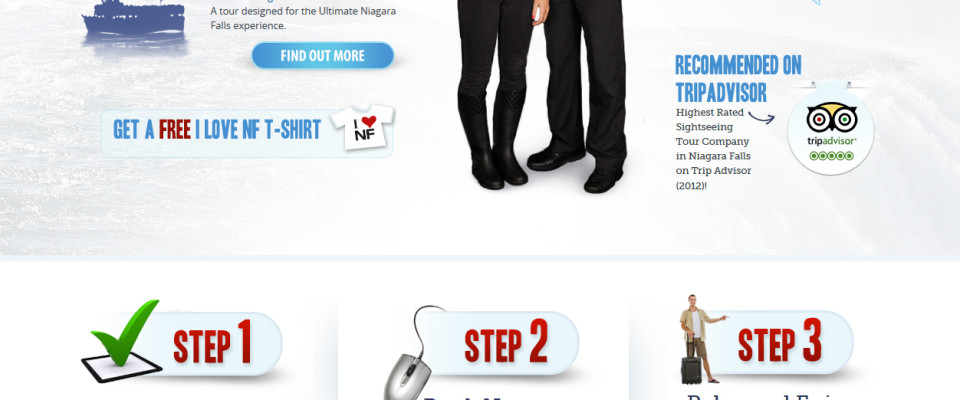 A tour designed for the Ultimate Niagara
Falls experience.
FIND OUT MORE
GET A FREE I LOVE NF T-SHIRT
I
NF
RECOMMENDED ON
TRIPADVISOR
Highest Rated
Sightseeing
Tour Company
in Niagara Falls
on Trip Advisor
(2012)!
tripadvisor®
STEP 1
STEP 2
STEP 3